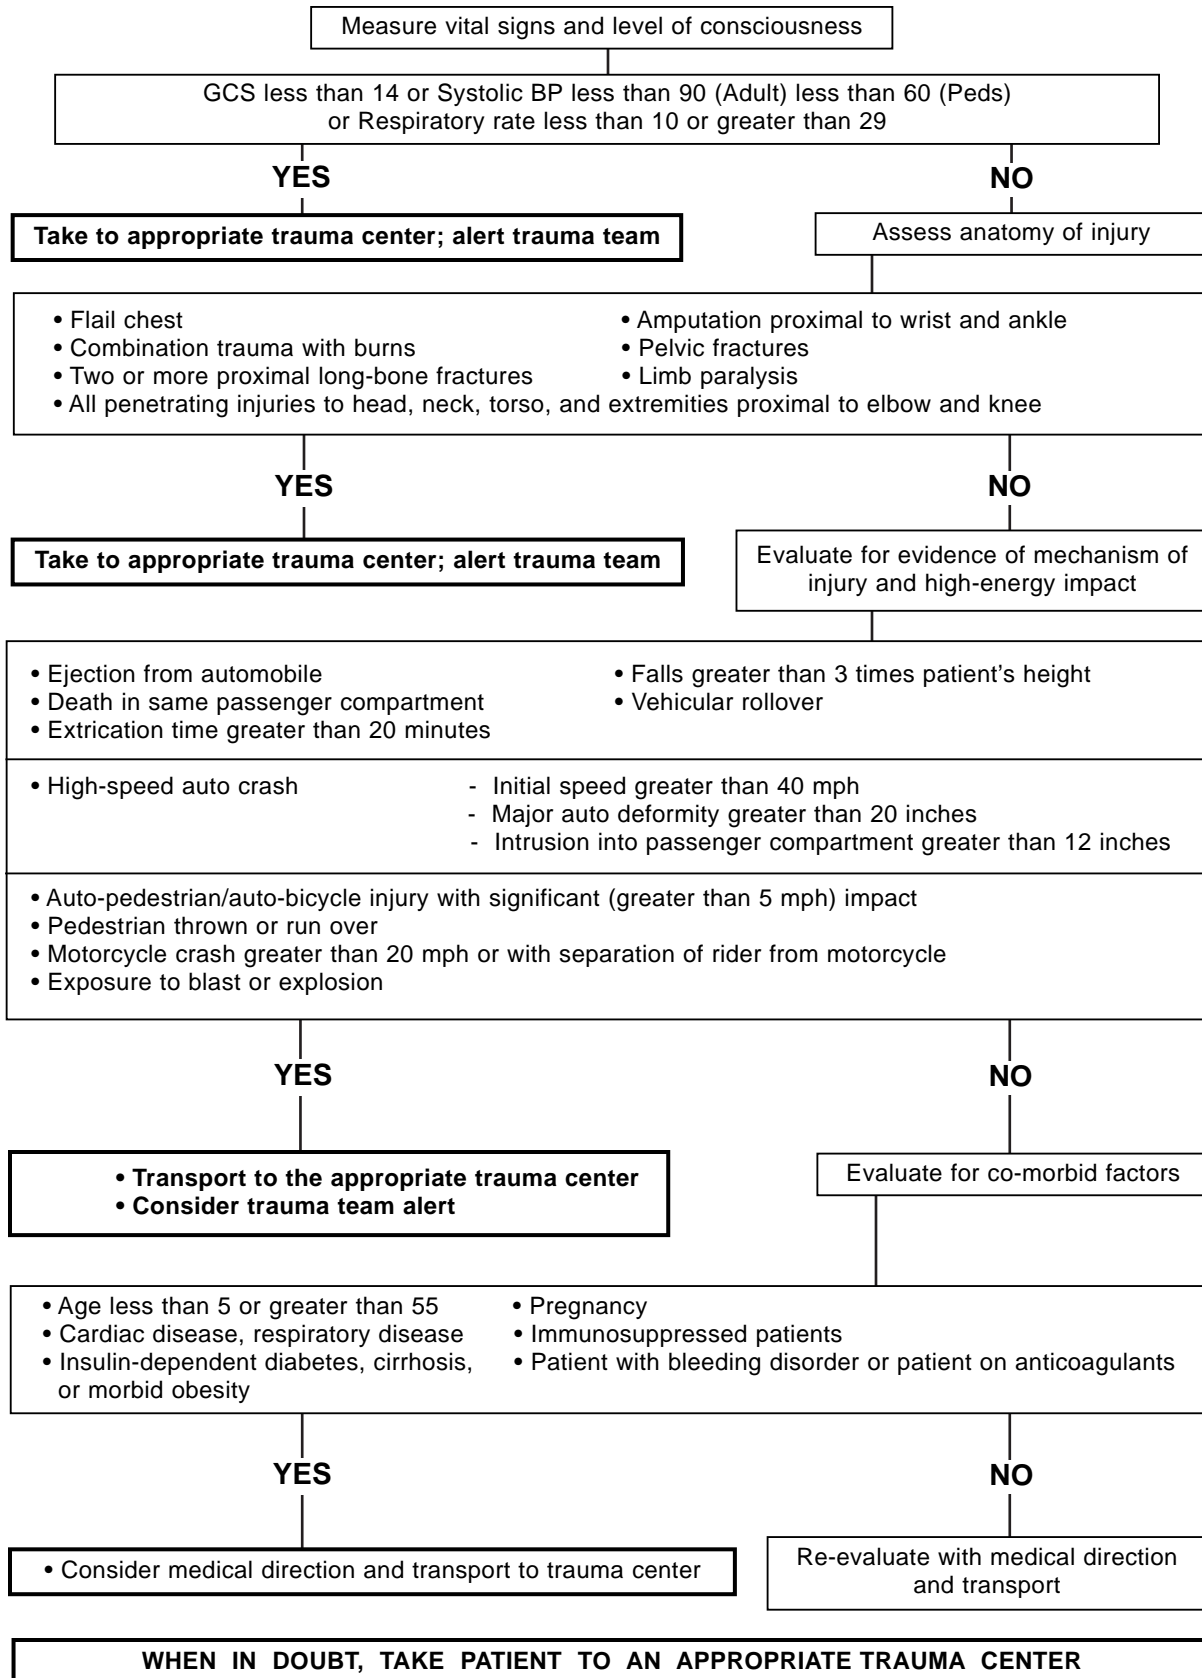 Measure vital signs and level of consciousness
GCS less than 14 or Systolic BP less than 90 (Adult) less than 60 (Peds)
or Respiratory rate less than 10 or greater than 29
YES
NO
Take to appropriate trauma center; alert trauma team
Assess anatomy of injury
• Flail chest
• Combination trauma with burns
• Two or more proximal long-bone fractures
• Amputation proximal to wrist and ankle
• Pelvic fractures
• Limb paralysis
• All penetrating injuries to head, neck, torso, and extremities proximal to elbow and knee
YES
NO
Take to appropriate trauma center; alert trauma team
Evaluate for evidence of mechanism of
injury and high-energy impact
• Ejection from automobile
• Death in same passenger compartment
• Extrication time greater than 20 minutes
• Falls greater than 3 times patient's height
• Vehicular rollover
• High-speed auto crash
- Initial speed greater than 40 mph
- Major auto deformity greater than 20 inches
- Intrusion into passenger compartment greater than 12 inches
• Auto-pedestrian/auto-bicycle injury with significant (greater than 5 mph) impact
• Pedestrian thrown or run over
• Motorcycle crash greater than 20 mph or with separation of rider from motorcycle
• Exposure to blast or explosion
YES
NO
• Transport to the appropriate trauma center
• Consider trauma team alert
Evaluate for co-morbid factors
• Age less than 5 or greater than 55
• Cardiac disease, respiratory disease
• Insulin-dependent diabetes, cirrhosis,
or morbid obesity
• Pregnancy
• Immunosuppressed patients
• Patient with bleeding disorder or patient on anticoagulants
YES
NO
• Consider medical direction and transport to trauma center
Re-evaluate with medical direction
and transport
WHEN IN DOUBT, TAKE PATIENT TO AN APPROPRIATE TRAUMA CENTER